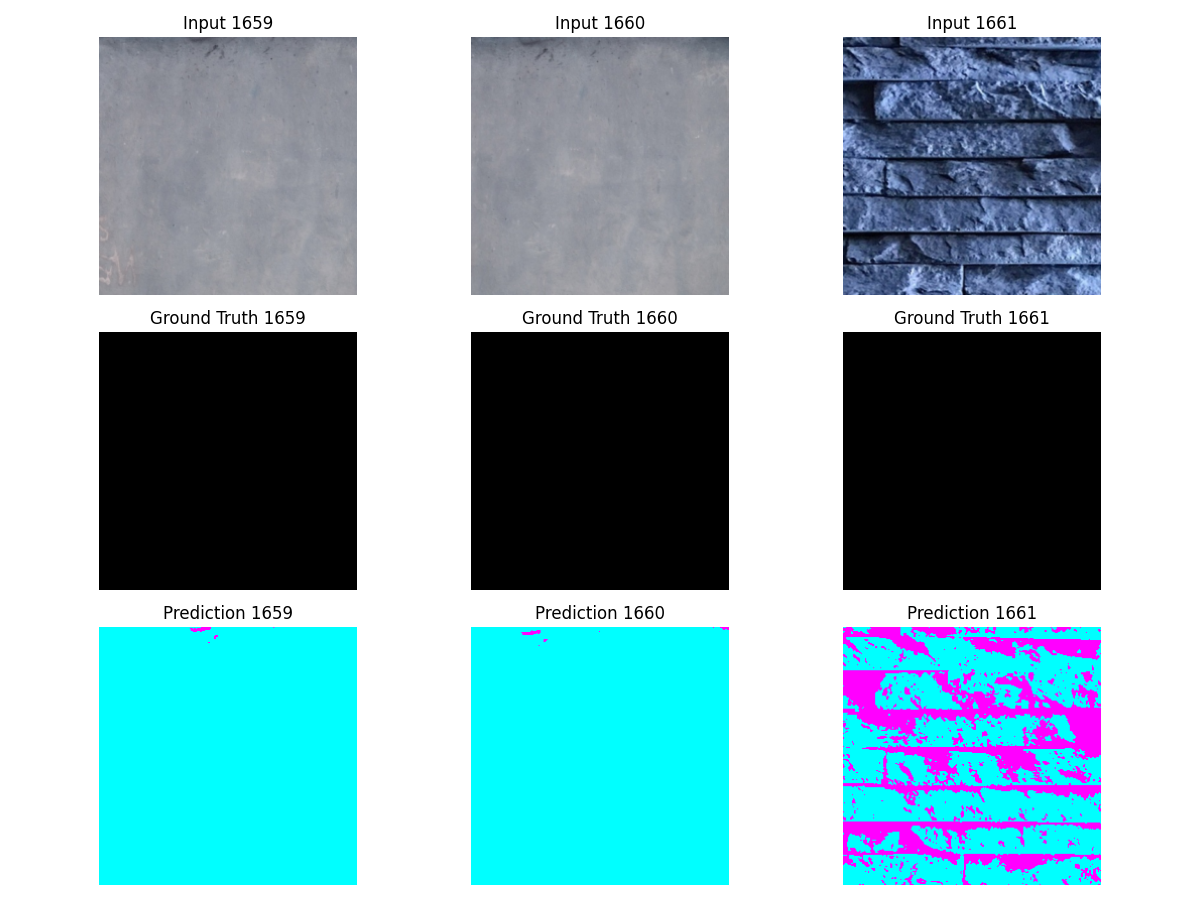 Input 1659
Input 1660
Input 1661
Ground Truth 1659
Ground Truth 1660
Ground Truth 1661
Prediction 1659
Prediction 1660
Prediction 1661